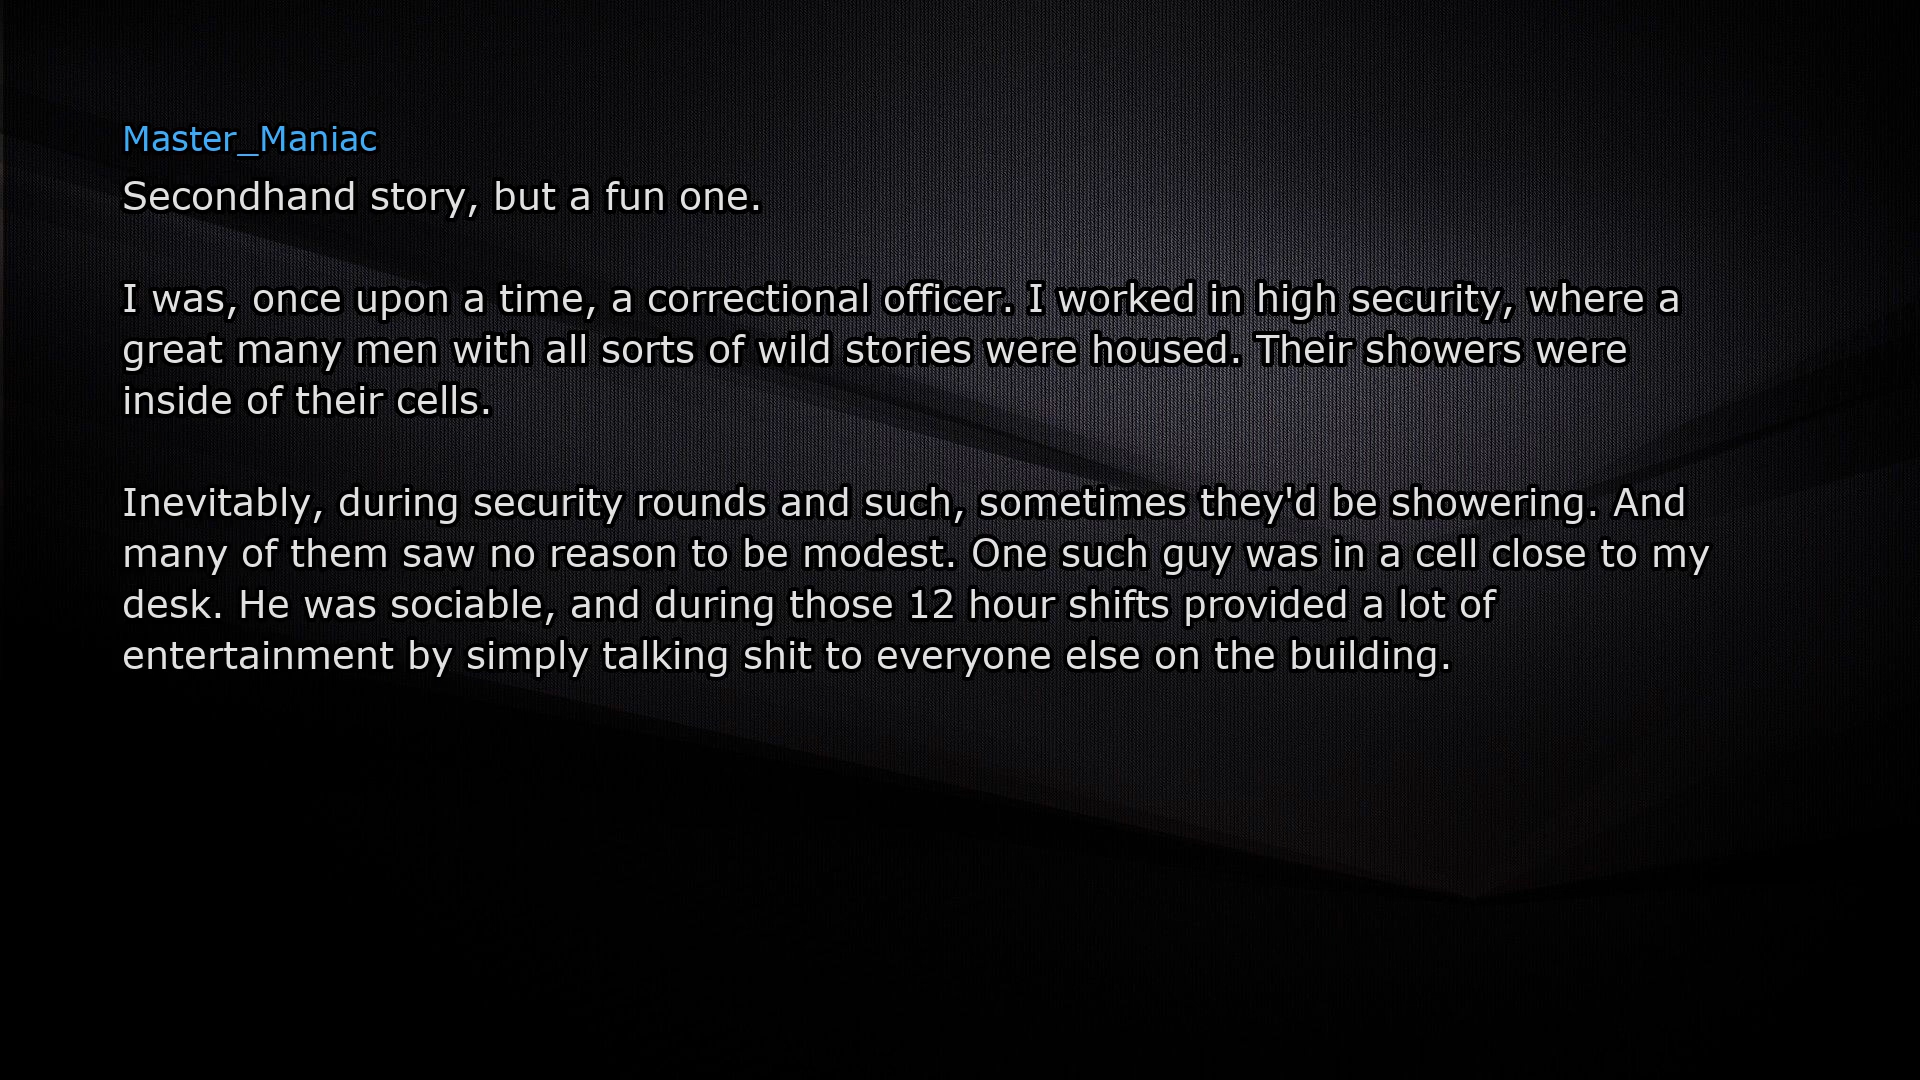 Master_Maniac
Secondhand story, but a fun one.
I was, once upon a time, a correctional officer. I worked in high security, where a
great many men with all sorts of wild stories were housed. Their showers were
inside of their cells.
Inevitably, during security rounds and such, sometimes they'd be showering. And
many of them saw no reason to be modest. One such guy was in a cell close to my
desk. He was sociable, and during those 12 hour shifts provided a lot of
entertainment by simply talking shit to everyone else on the building.